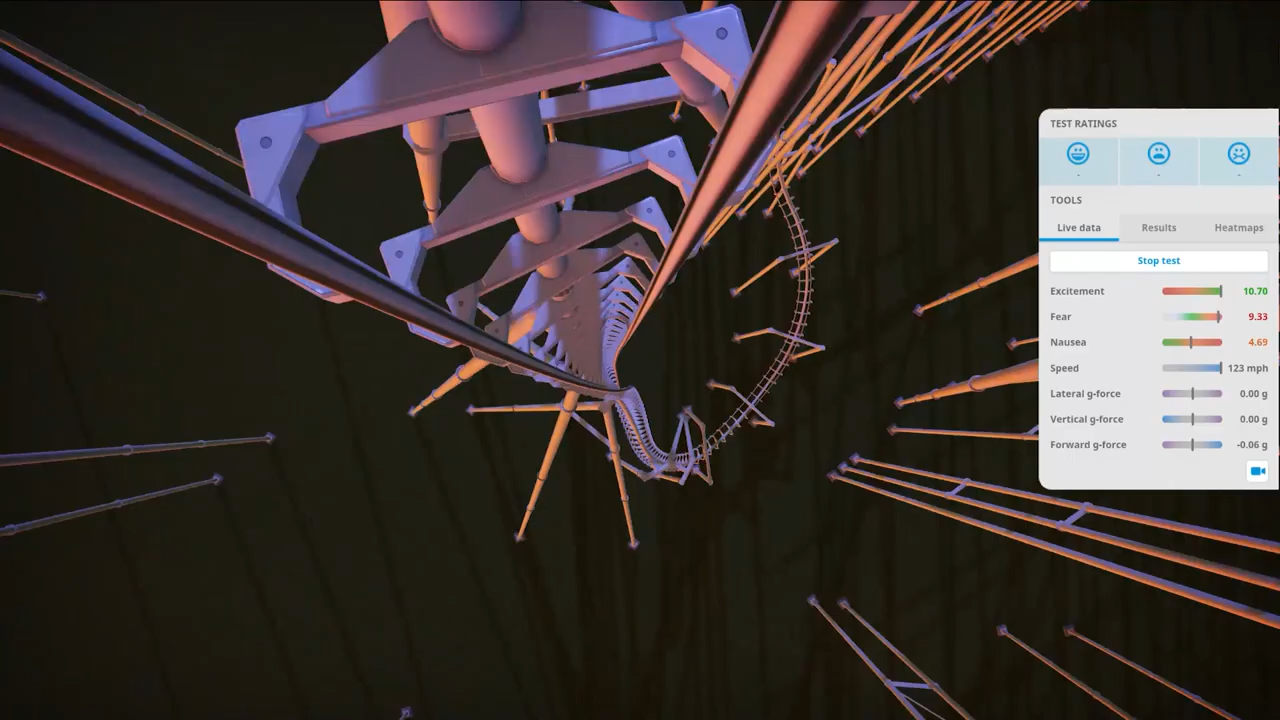 TEST RATINGS
- - -
TOOLS
Live data Results Heatmaps
Stop test
Excitement 10.70
Fear 9.33
Nausea 4.69
Speed 123 mph
Lateral g-force 0.00 g
Vertical g-force 0.00 g
Forward g-force -0.06 g